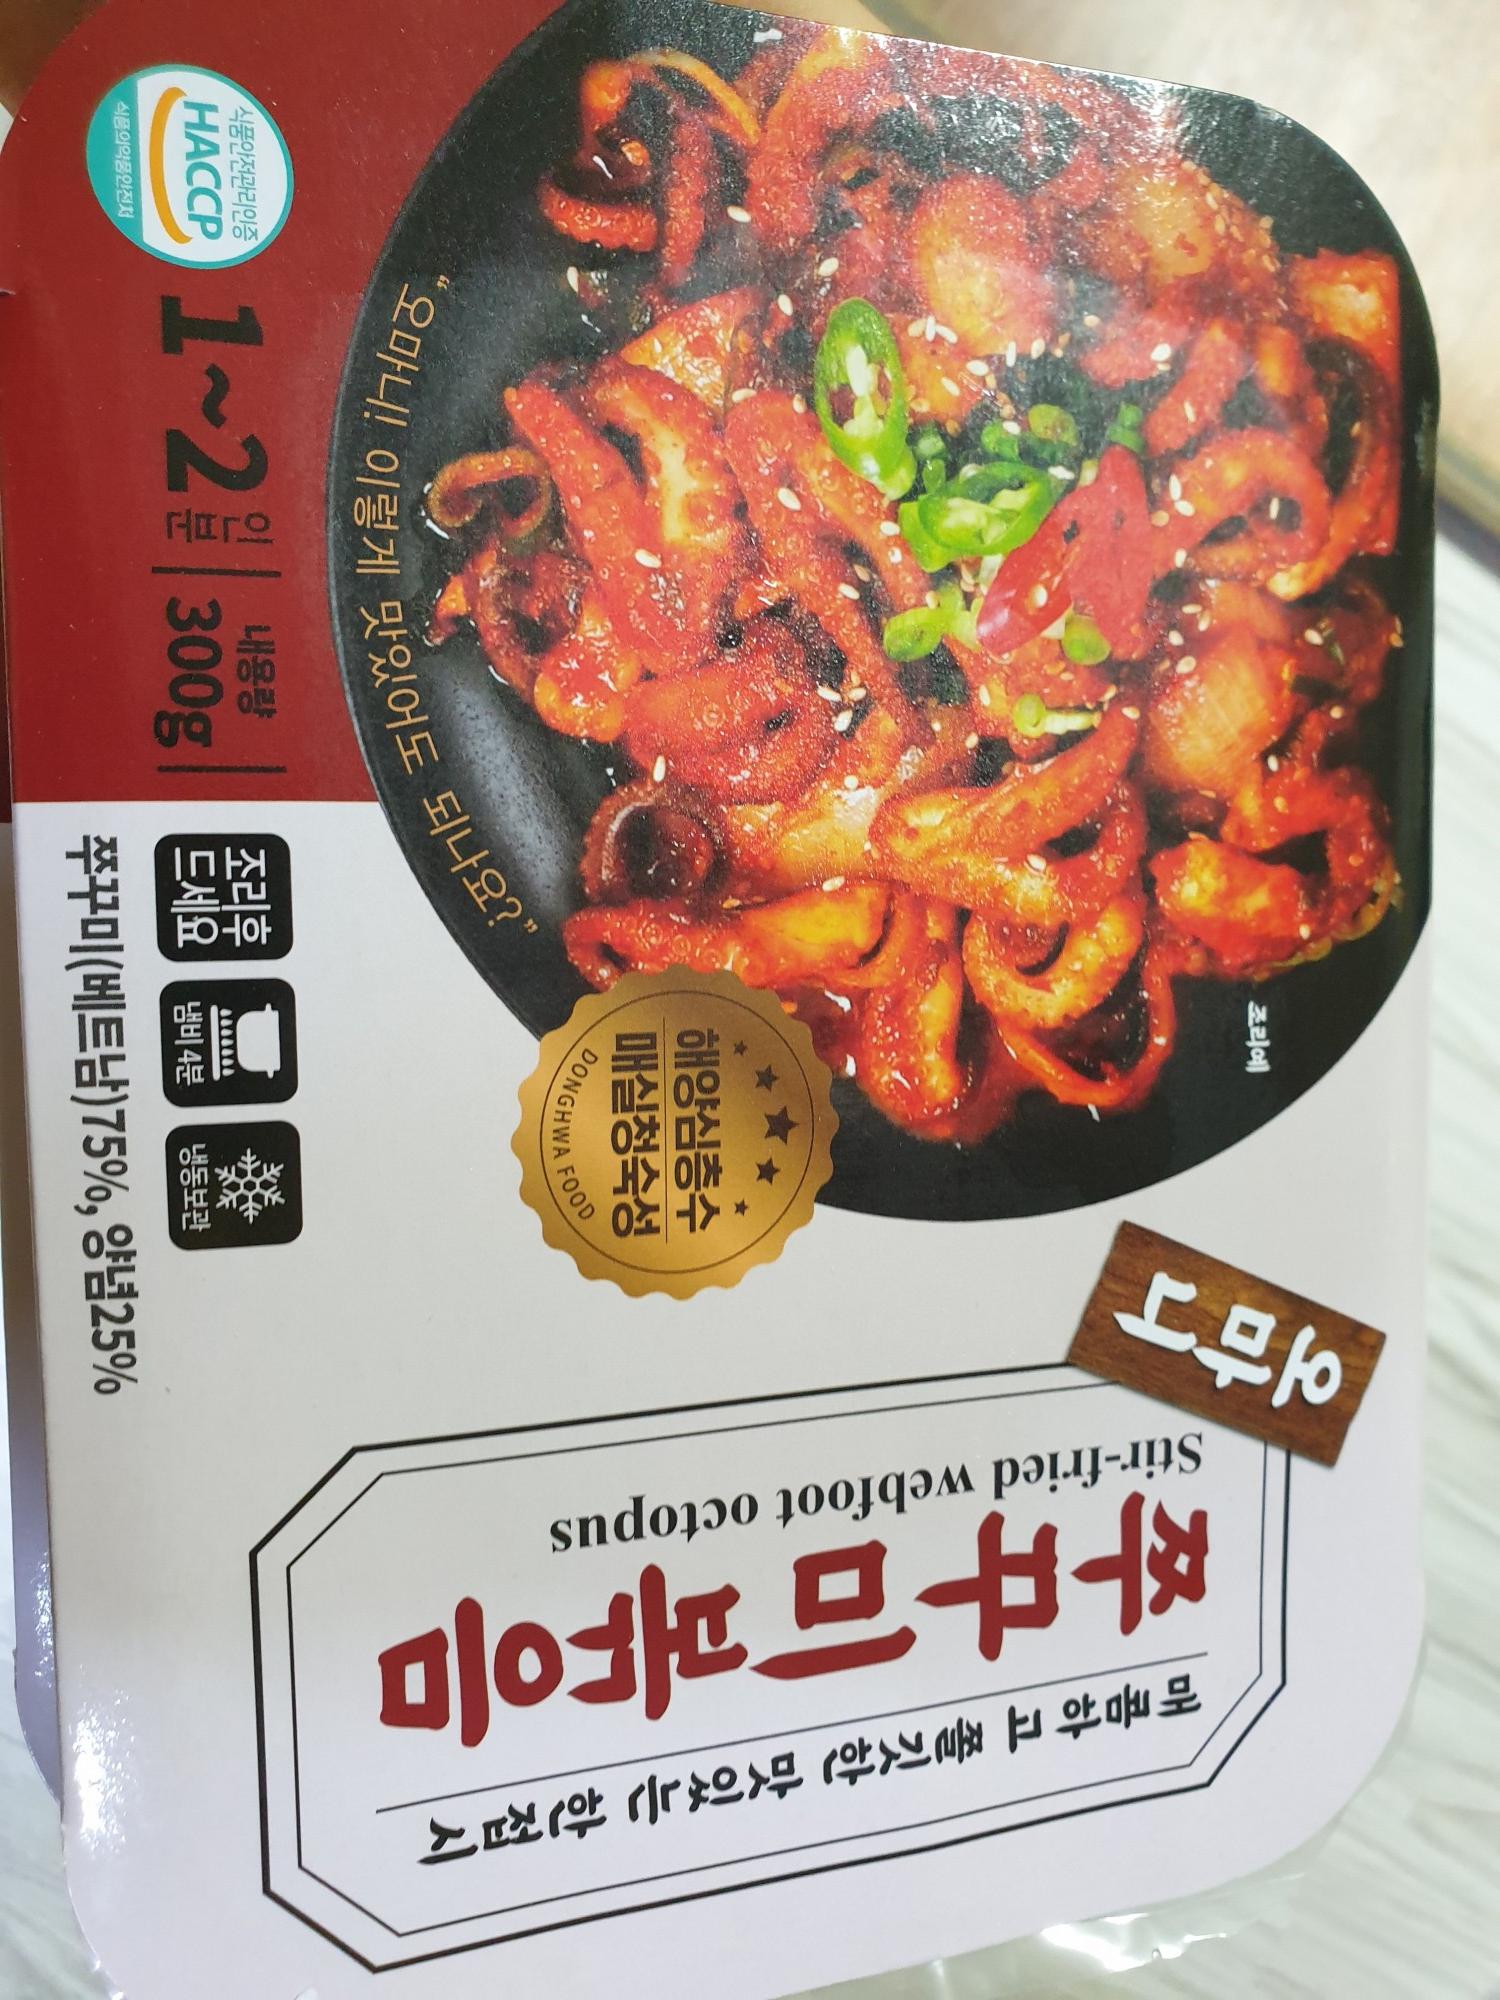 오마니
Stir-fried webfoot octopus
쭈꾸미볶음
매콤하고 쫄깃한 맛있는 한접시
조리예
해양심층수
매실청숙성
DONGHWA FOOD
"오마니!! 이렇게 맛있어도 되나요?"
식품안전관리인증
HACCP
식품의약품안전처
1~2인분
내용량
300g
조리후
드세요
냄비 4분
냉동보관
쭈꾸미(베트남)75%, 양념25%